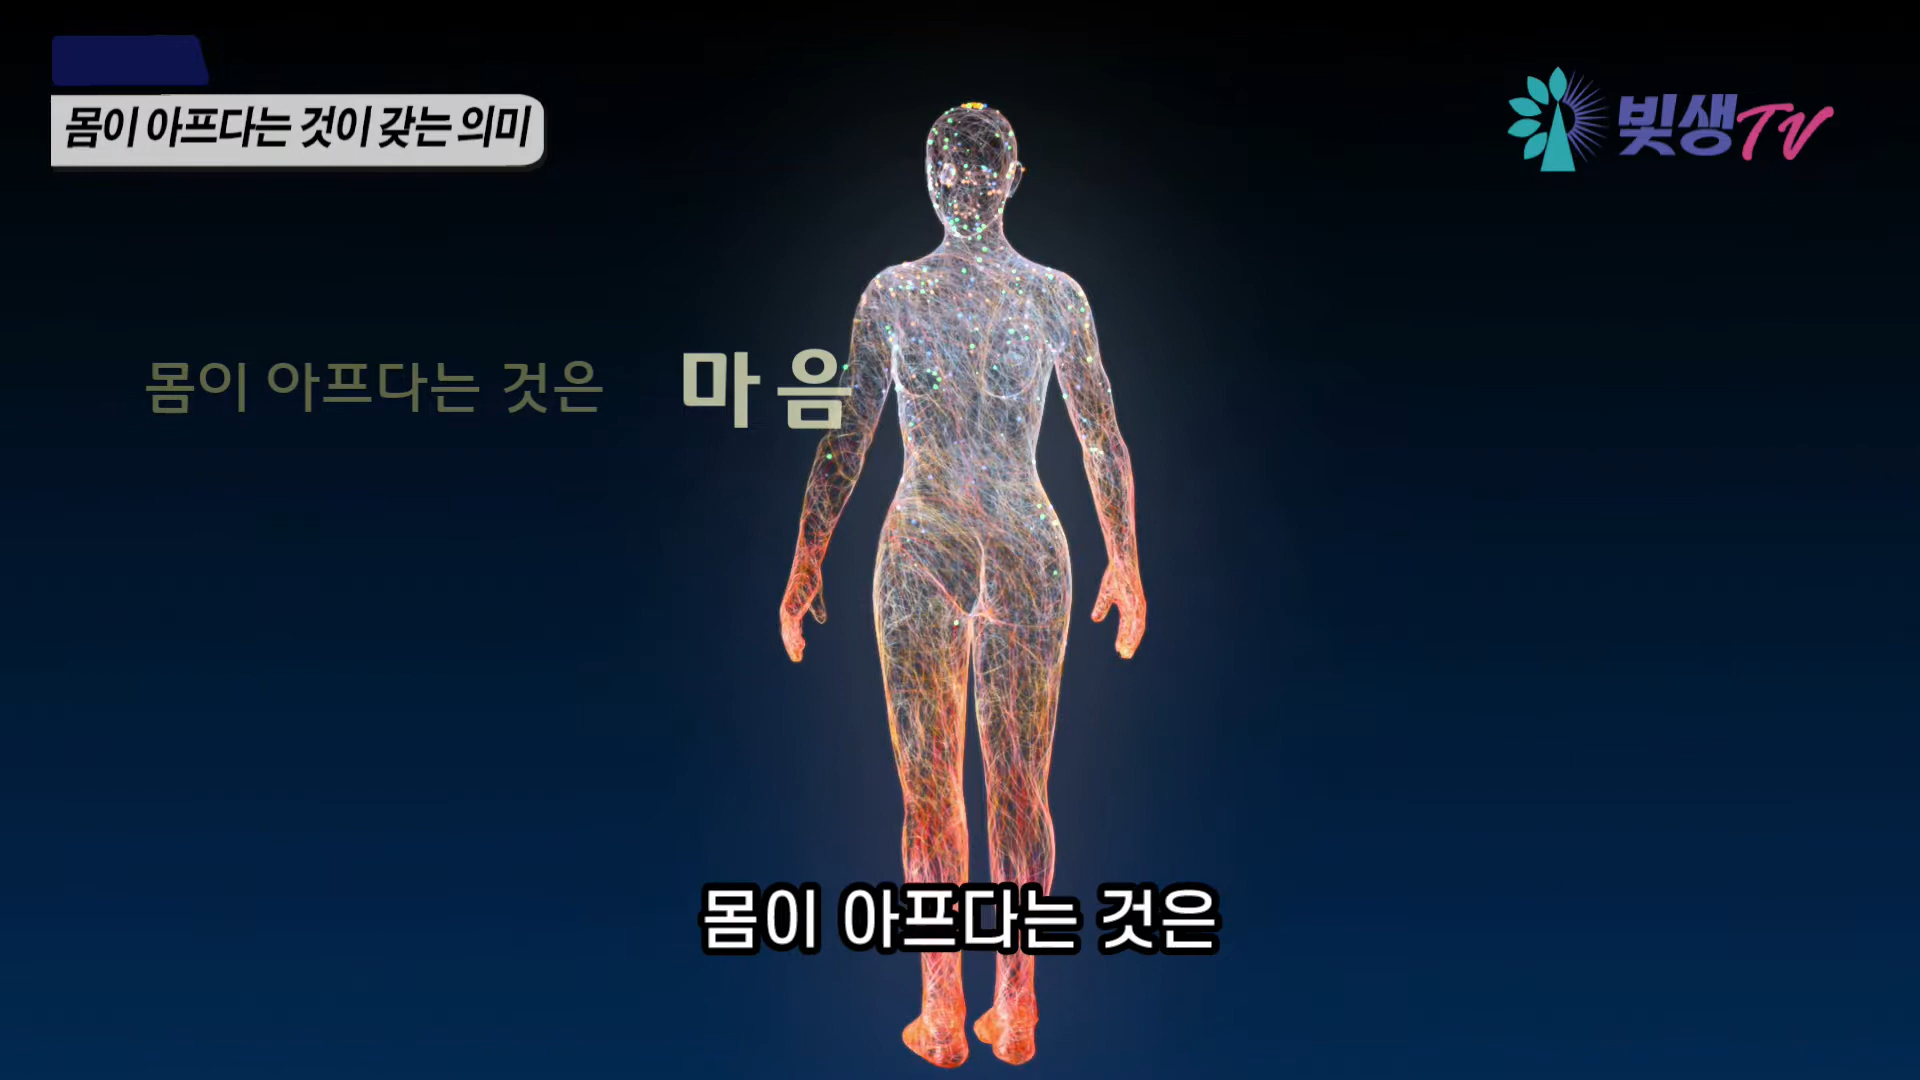 몸이 아프다는 것이 갖는 의미
빛생TV
몸이 아프다는 것은 마음
몸이 아프다는 것은